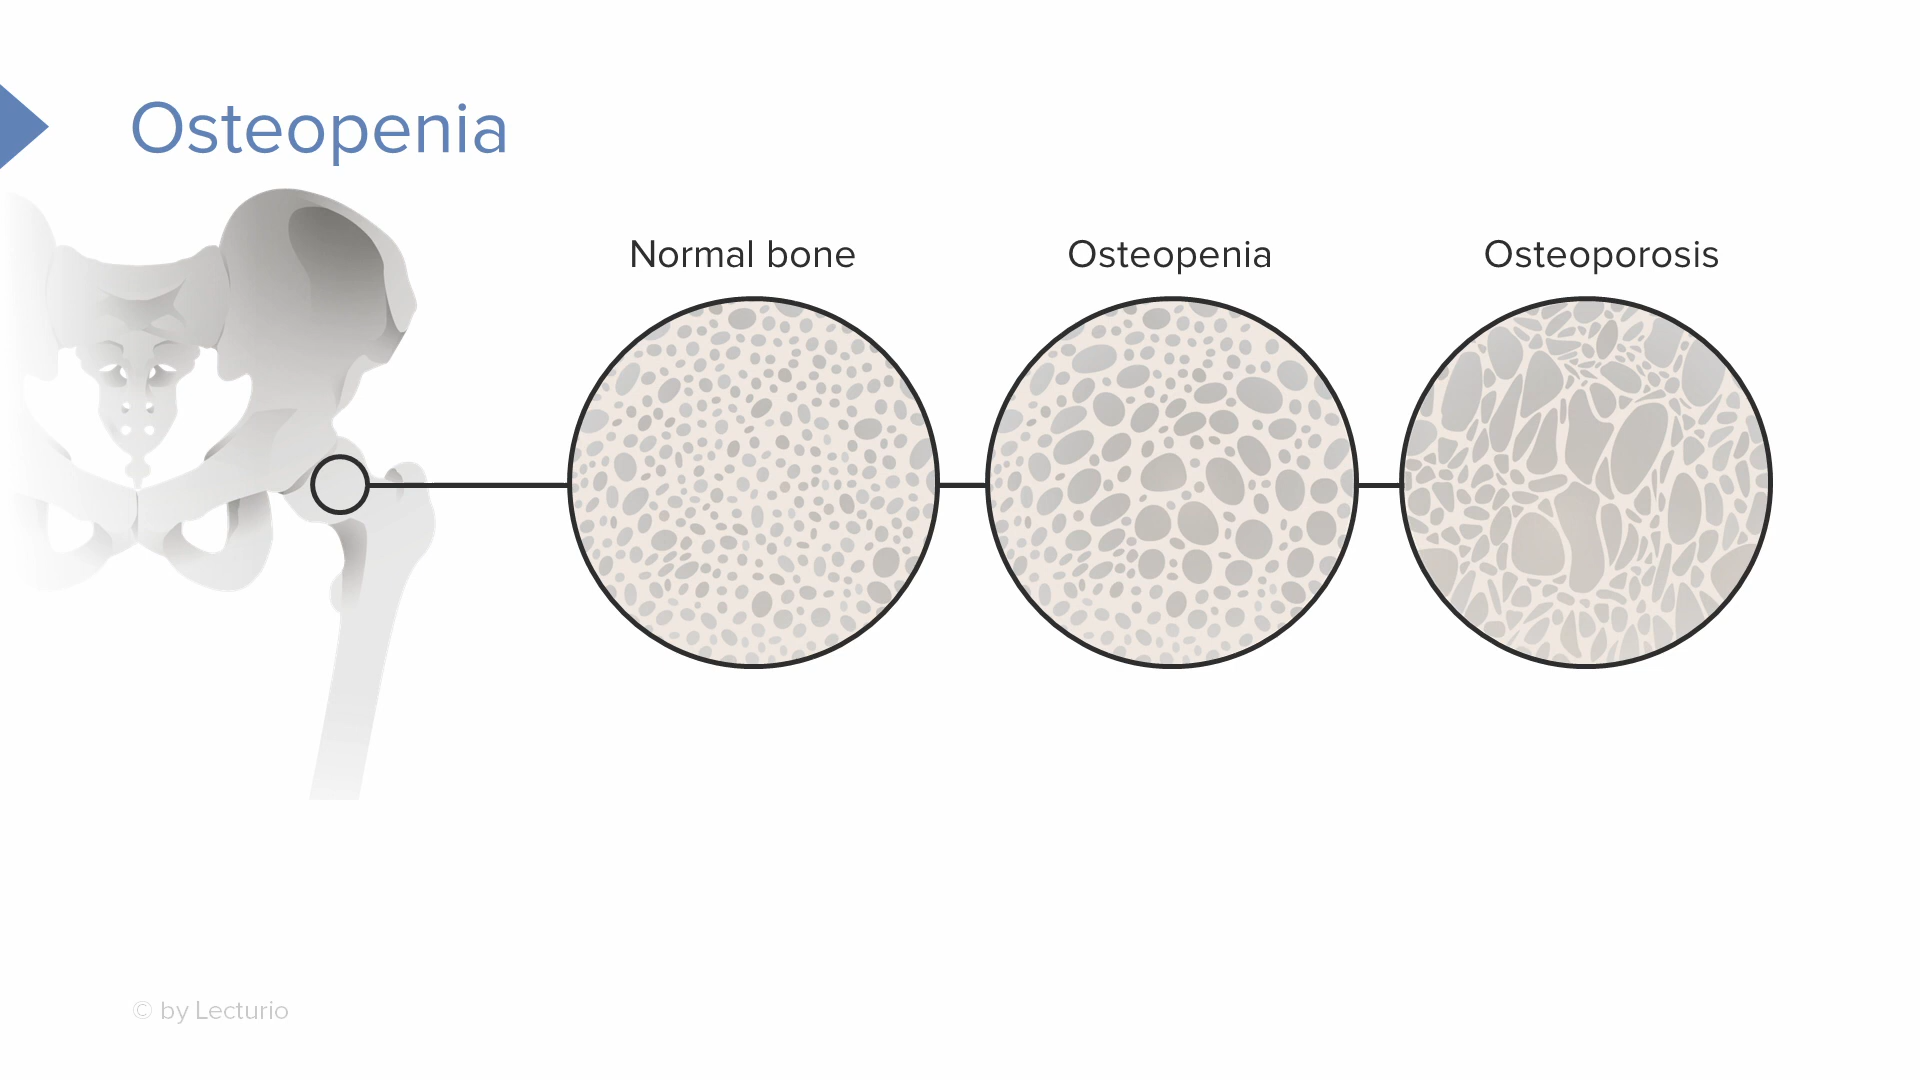 Osteopenia
Normal bone
Osteopenia
Osteoporosis
© by Lecturio